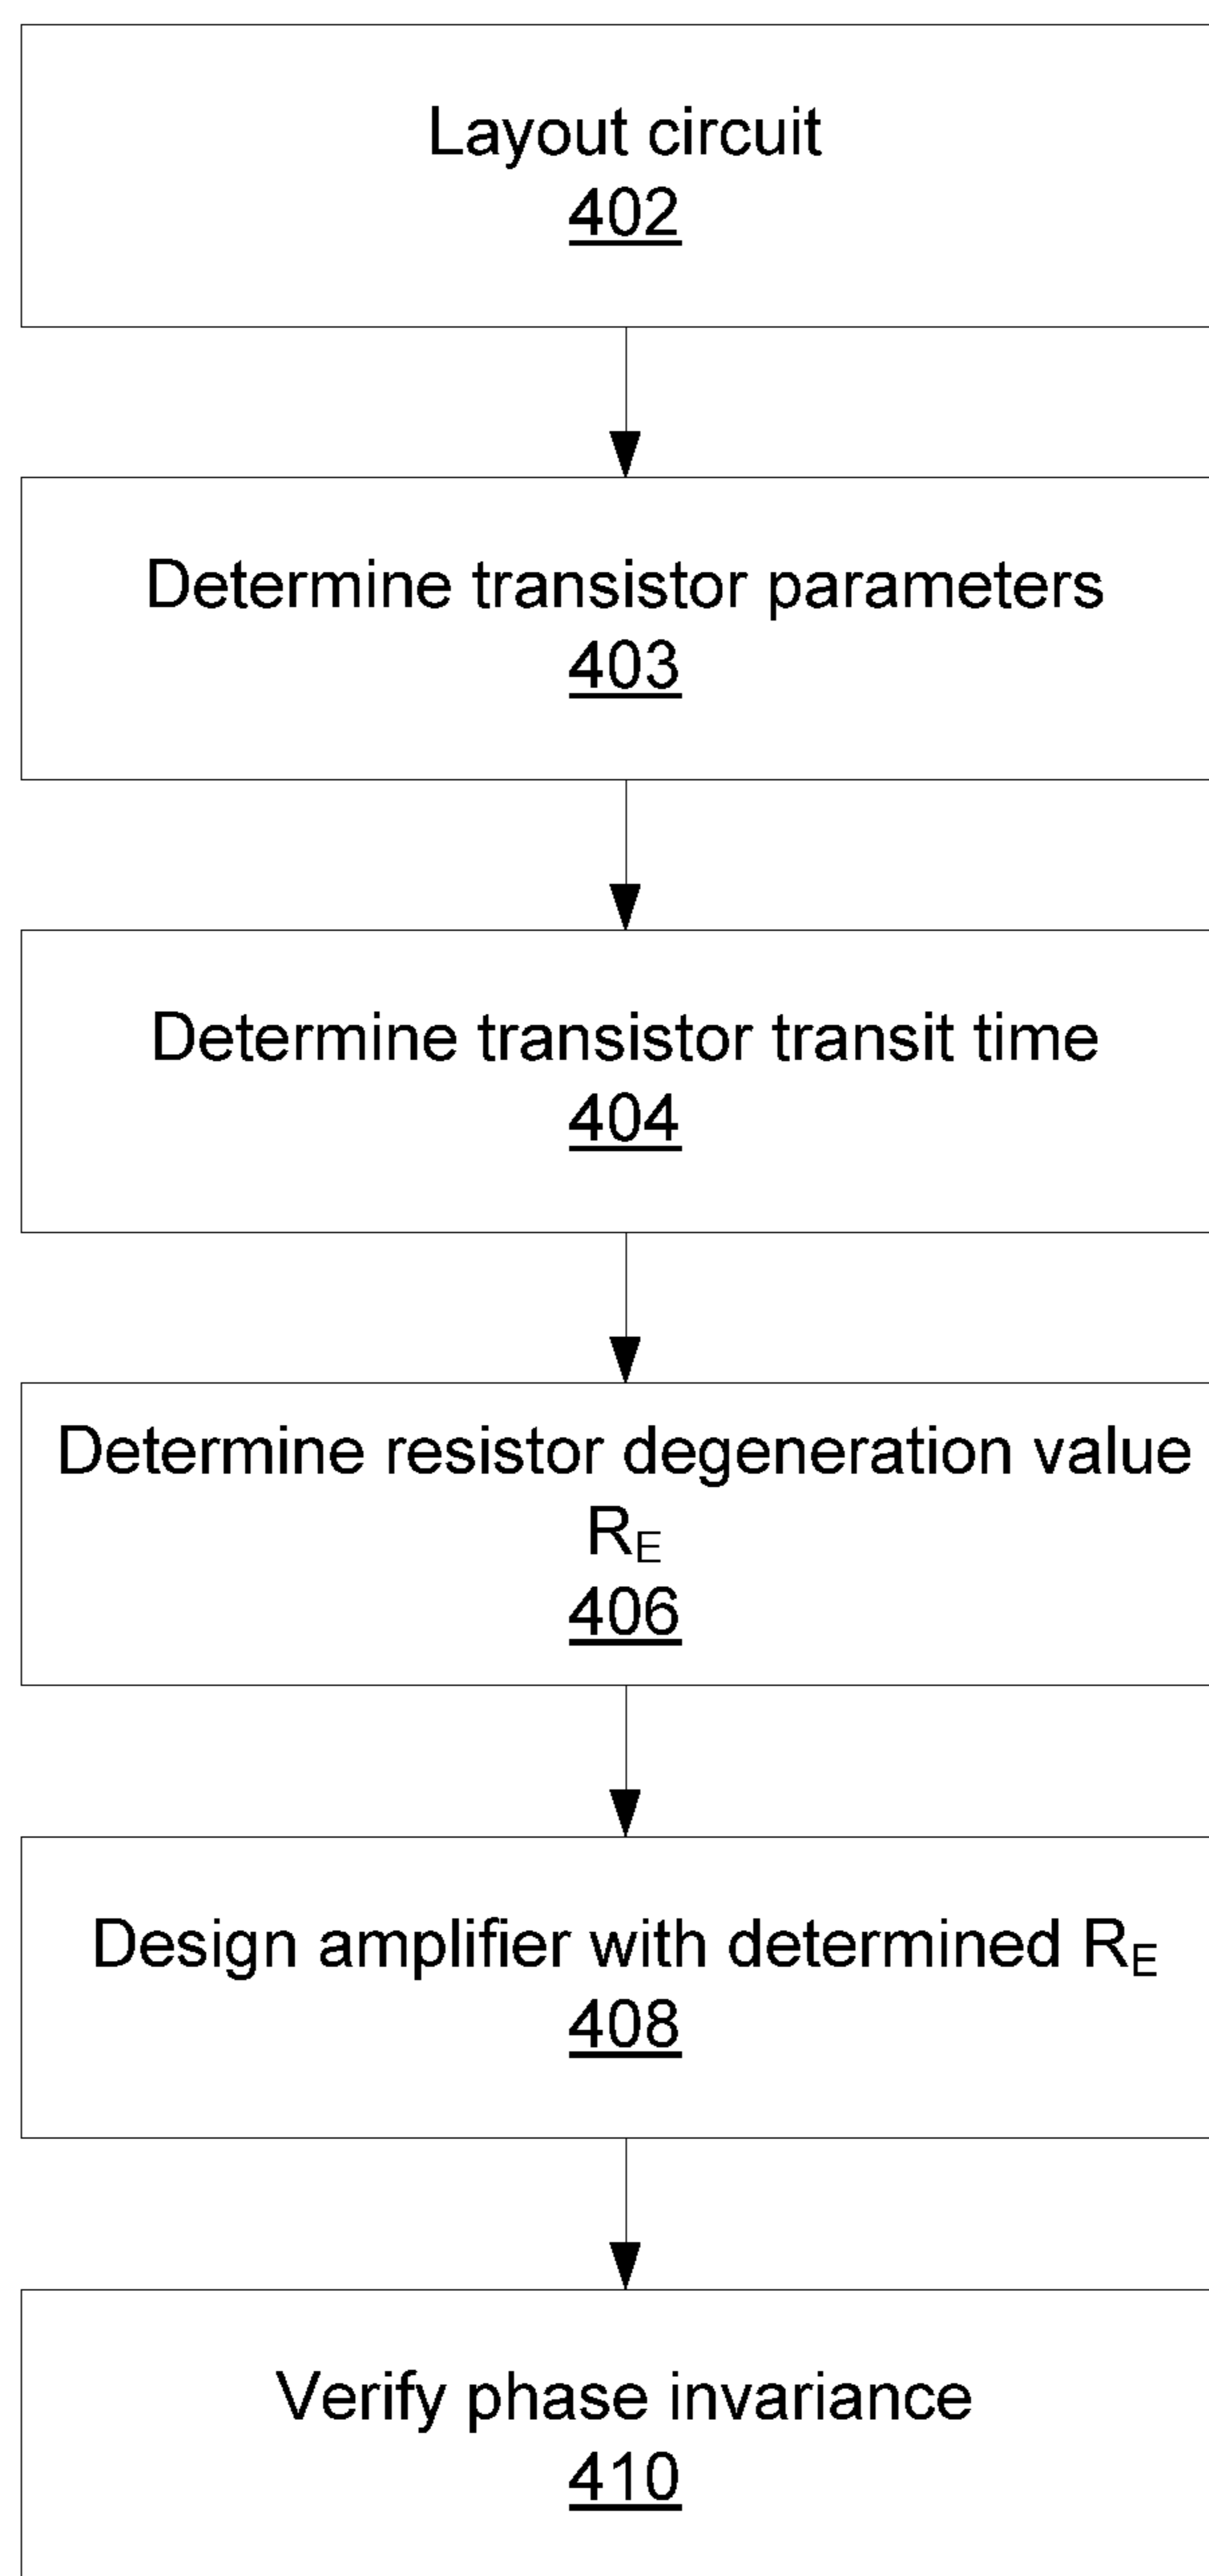 Layout circuit
402
Determine transistor parameters
403
Determine transistor transit time
404
Determine resistor degeneration value
RE
406
Design amplifier with determined RE
408
Verify phase invariance
410